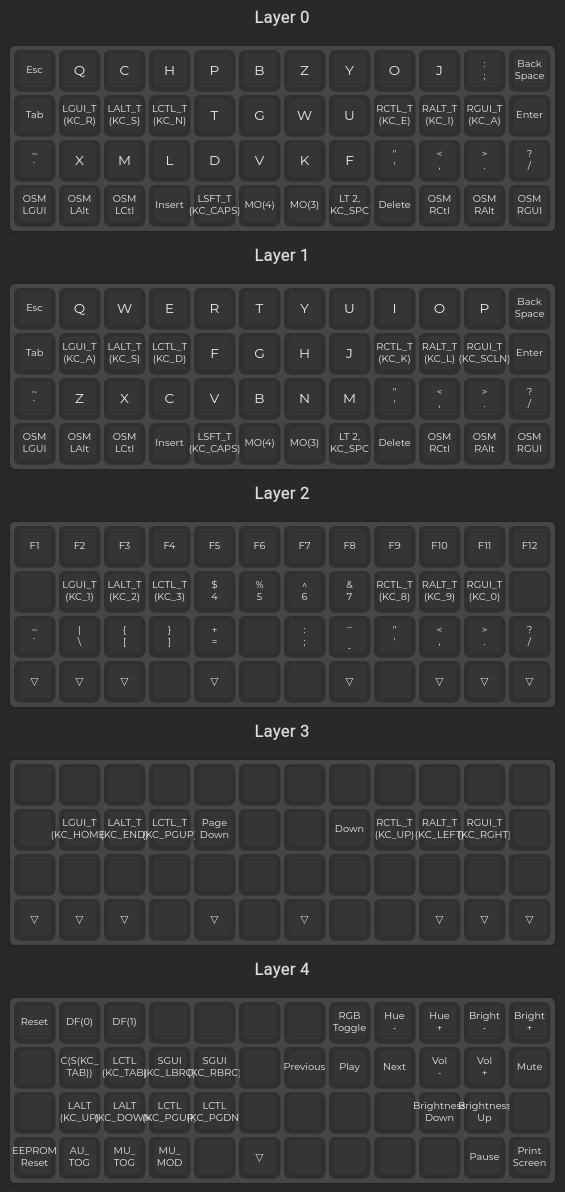 Layer 0
Esc Q C H P B Z Y O J : Back
; Space
Tab LGUI_T LALT_T LCTL_T T G W U RCTL_T RALT_T RGUI_T Enter
(KC_R) (KC_S) (KC_N) (KC_E) (KC_I) (KC_A)
~ X M L D V K F " < > ?
` ' , . /
OSM OSM OSM Insert LSFT_T MO(4) MO(3) LT 2, Delete OSM OSM OSM
LGUI LAlt LCtl (KC_CAPS) KC_SPC RCtl RAlt RGUI
Layer 1
Esc Q W E R T Y U I O P Back
Space
Tab LGUI_T LALT_T LCTL_T F G H J RCTL_T RALT_T RGUI_T Enter
(KC_A) (KC_S) (KC_D) (KC_K) (KC_L) (KC_SCLN)
~ Z X C V B N M " < > ?
` ' , . /
OSM OSM OSM Insert LSFT_T MO(4) MO(3) LT 2, Delete OSM OSM OSM
LGUI LAlt LCtl (KC_CAPS) KC_SPC RCtl RAlt RGUI
Layer 2
F1 F2 F3 F4 F5 F6 F7 F8 F9 F10 F11 F12
LGUI_T LALT_T LCTL_T $ % ^ & RCTL_T RALT_T RGUI_T
(KC_1) (KC_2) (KC_3) 4 5 6 7 (KC_8) (KC_9) (KC_0)
~ | { } + : _ " < > ?
` \ [ ] = ; - ' , . /
▽ ▽ ▽ ▽ ▽ ▽ ▽ ▽
Layer 3
LGUI_T LALT_T LCTL_T Page Down RCTL_T RALT_T RGUI_T
(KC_HOME) (KC_END) (KC_PGUP) Down (KC_UP) (KC_LEFT) (KC_RGHT)
▽ ▽ ▽ ▽ ▽ ▽ ▽ ▽
Layer 4
Reset DF(0) DF(1) RGB Hue Hue Bright Bright
Toggle - + - +
C(S(KC_ LCTL SGUI SGUI Previous Play Next Vol Vol Mute
TAB)) (KC_TAB) (KC_LBRC) (KC_RBRC) - +
LALT LALT LCTL LCTL Brightness Brightness
(KC_UP) (KC_DOWN) (KC_PGUP) (KC_PGDN) Down Up
EEPROM AU_ MU_ MU_ ▽ Pause Print
Reset TOG TOG MOD Screen